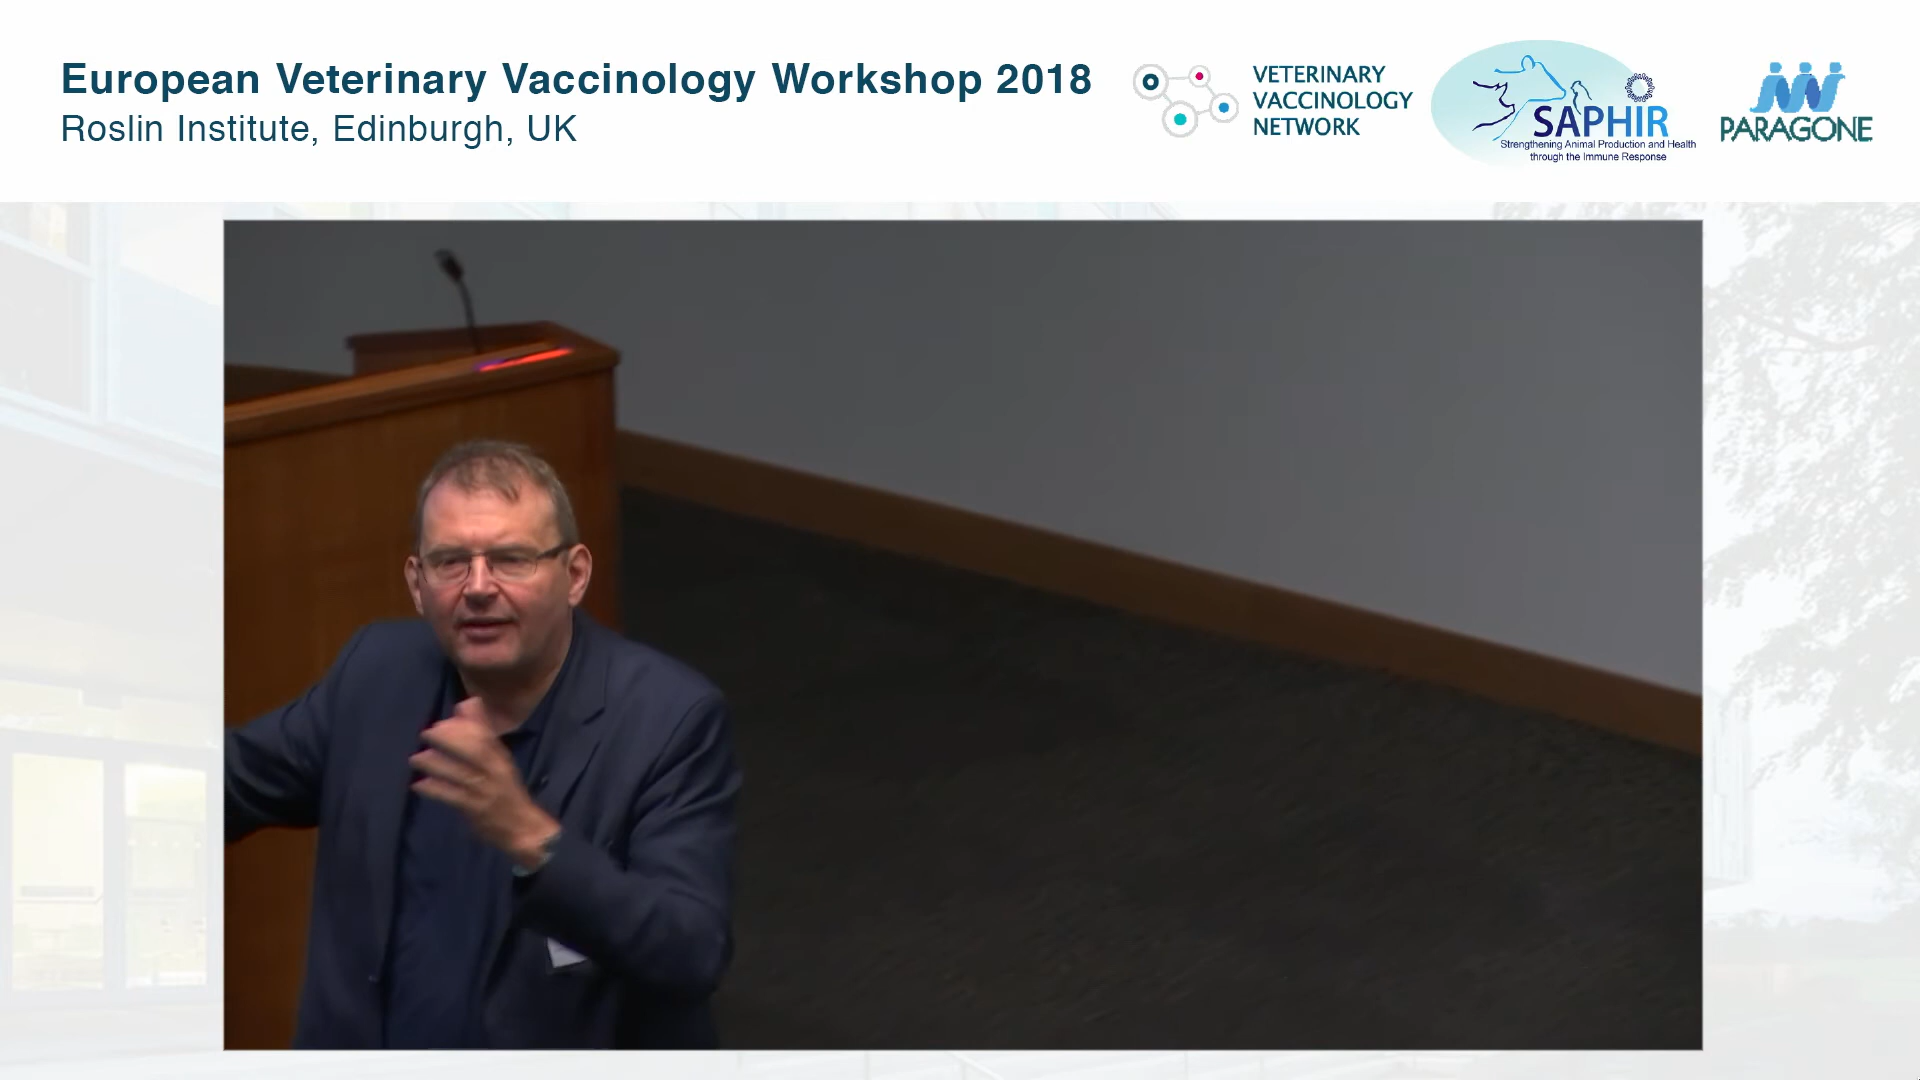 European Veterinary Vaccinology Workshop 2018
Roslin Institute, Edinburgh, UK
VETERINARY
VACCINOLOGY
NETWORK
SAPHIR
Strengthening Animal Production and Health
through the Immune Response
PARAGONE